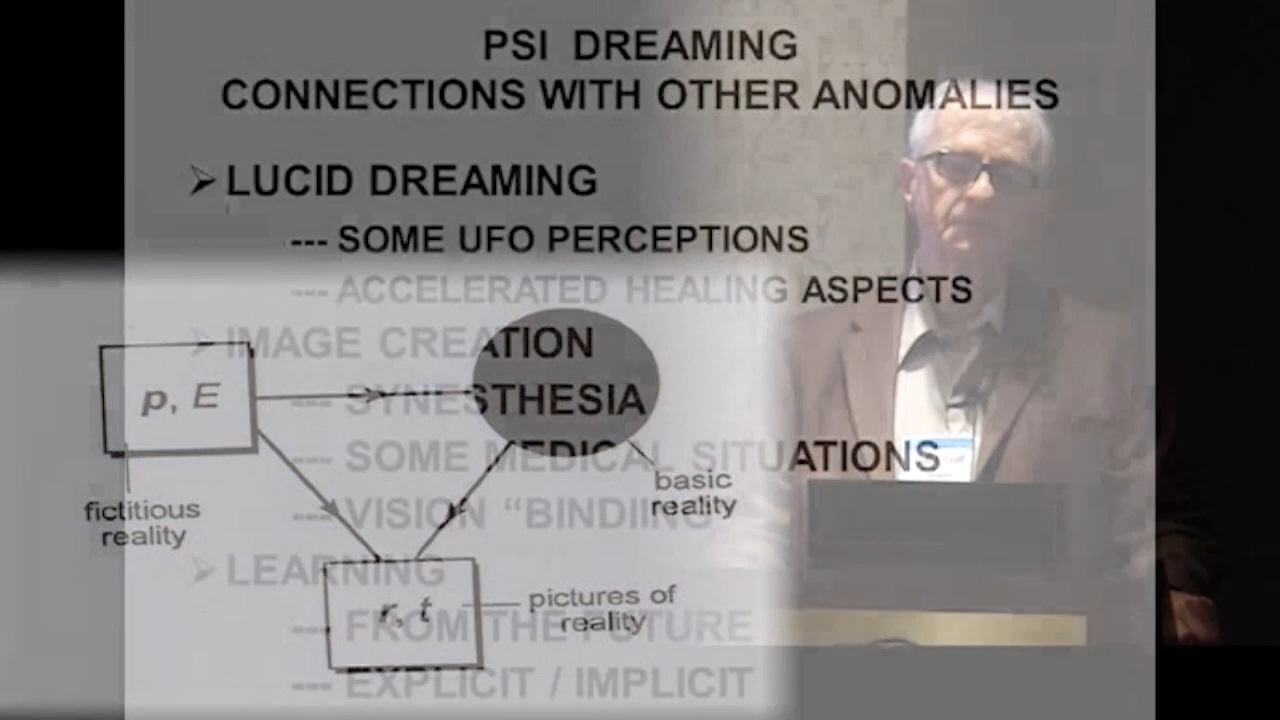 PSI DREAMING
CONNECTIONS WITH OTHER ANOMALIES
➢ LUCID DREAMING
--- SOME UFO PERCEPTIONS
--- ACCELERATED HEALING ASPECTS
➢ IMAGE CREATION
--- SYNESTHESIA
--- SOME MEDICAL SITUATIONS
--- VISION “BINDIING”
➢ LEARNING
--- FROM THE FUTURE
--- EXPLICIT / IMPLICIT
p, E
fictitious
reality
basic
reality
r, t
pictures of
reality